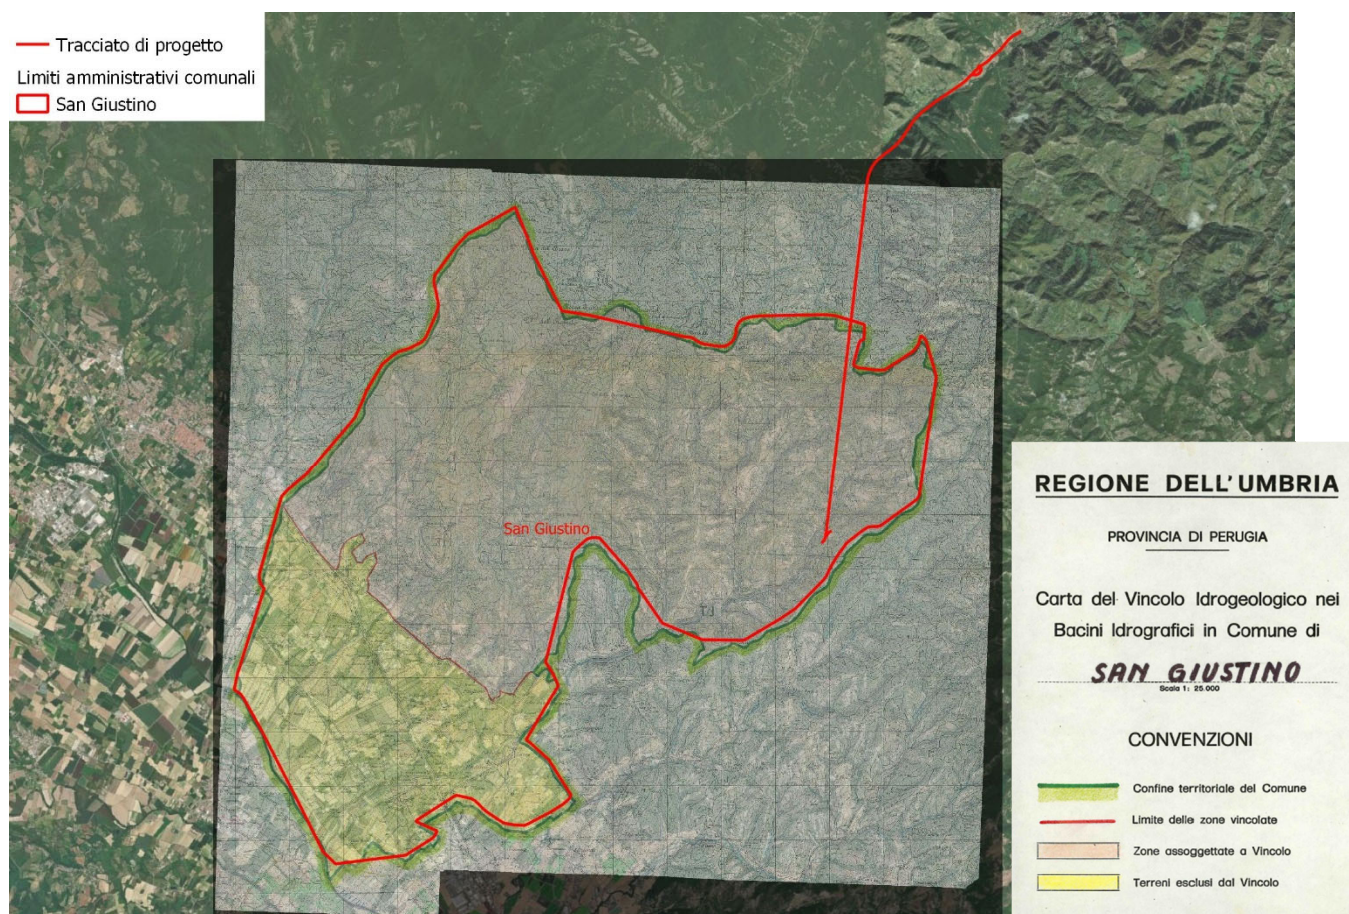 Tracciato di progetto
Limiti amministrativi comunali
San Giustino
San Giustino
REGIONE DELL'UMBRIA
PROVINCIA DI PERUGIA
Carta del Vincolo Idrogeologico nei
Bacini Idrografici in Comune di
SAN GIUSTINO
Scala 1: 25.000
CONVENZIONI
Confine territoriale del Comune
Limite delle zone vincolate
Zone assoggettate a Vincolo
Terreni esclusi dal Vincolo